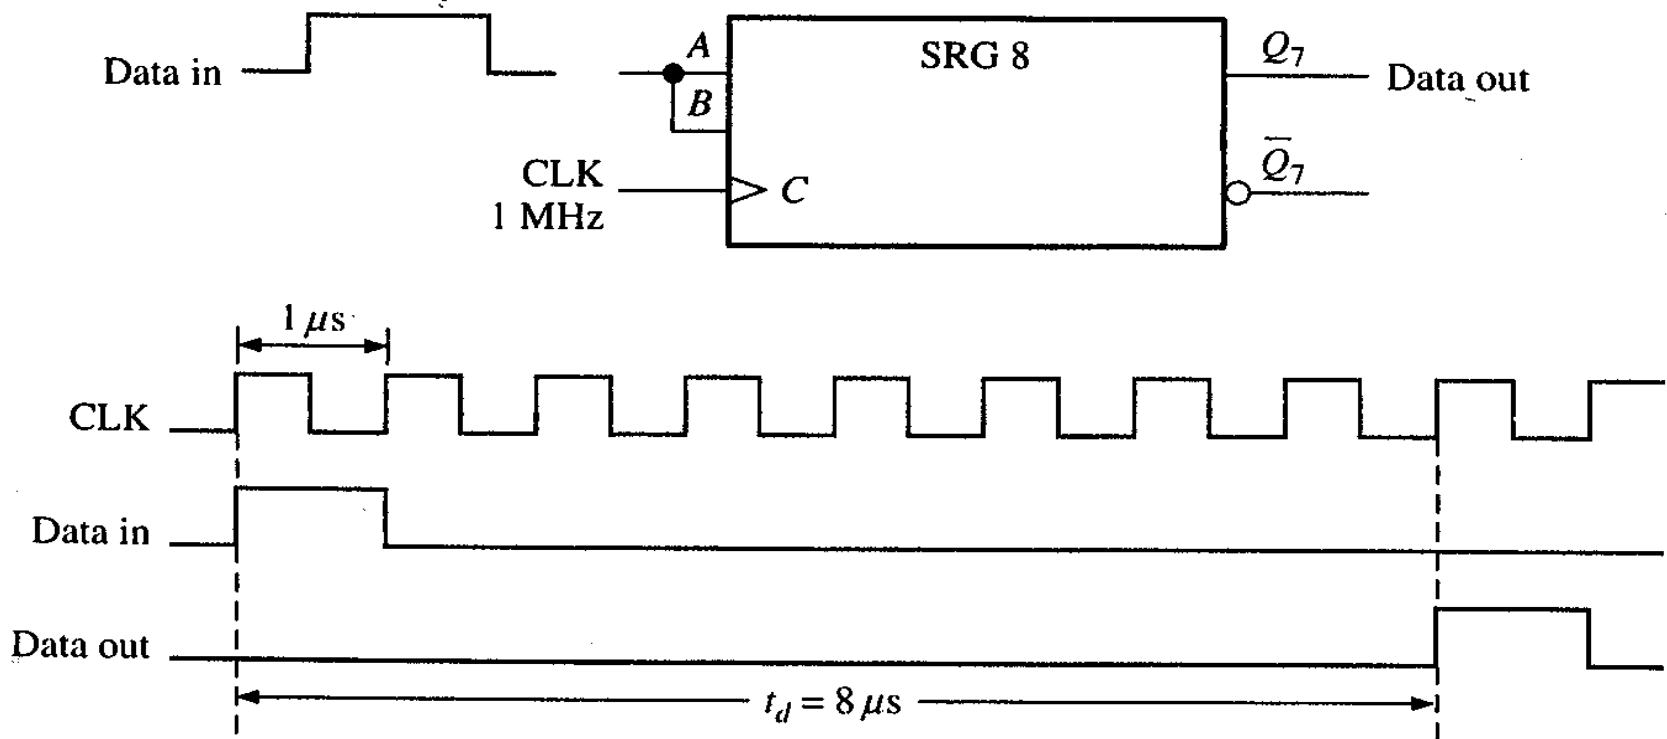 Data in
A
B
SRG 8
Q₇
Data out
Q̅₇
CLK
1 MHz
C
1 μs
CLK
Data in
Data out
t_d = 8 μs